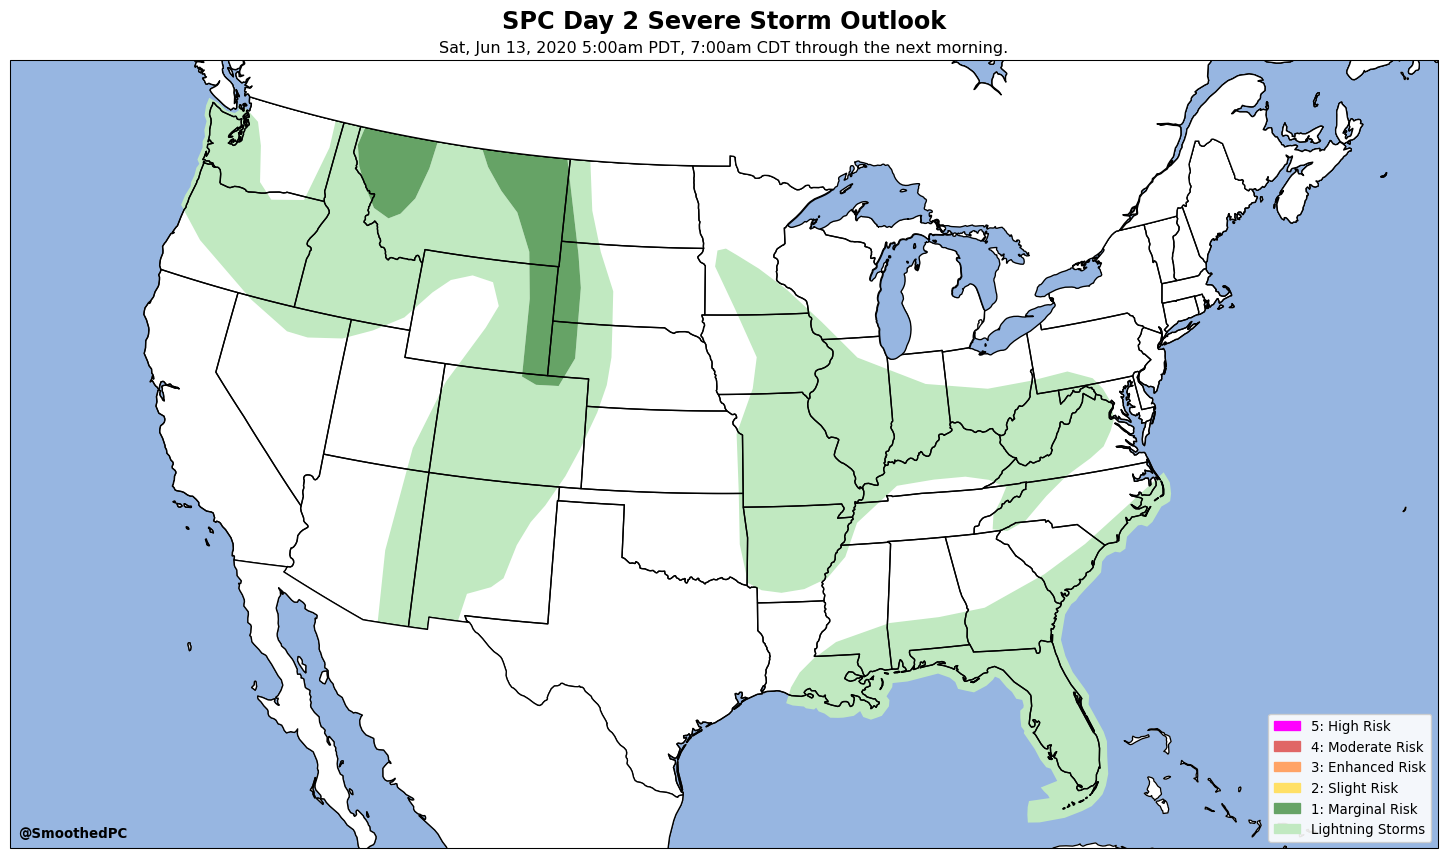 SPC Day 2 Severe Storm Outlook
Sat, Jun 13, 2020 5:00am PDT, 7:00am CDT through the next morning.
5: High Risk
4: Moderate Risk
3: Enhanced Risk
2: Slight Risk
1: Marginal Risk
Lightning Storms
@SmoothedPC